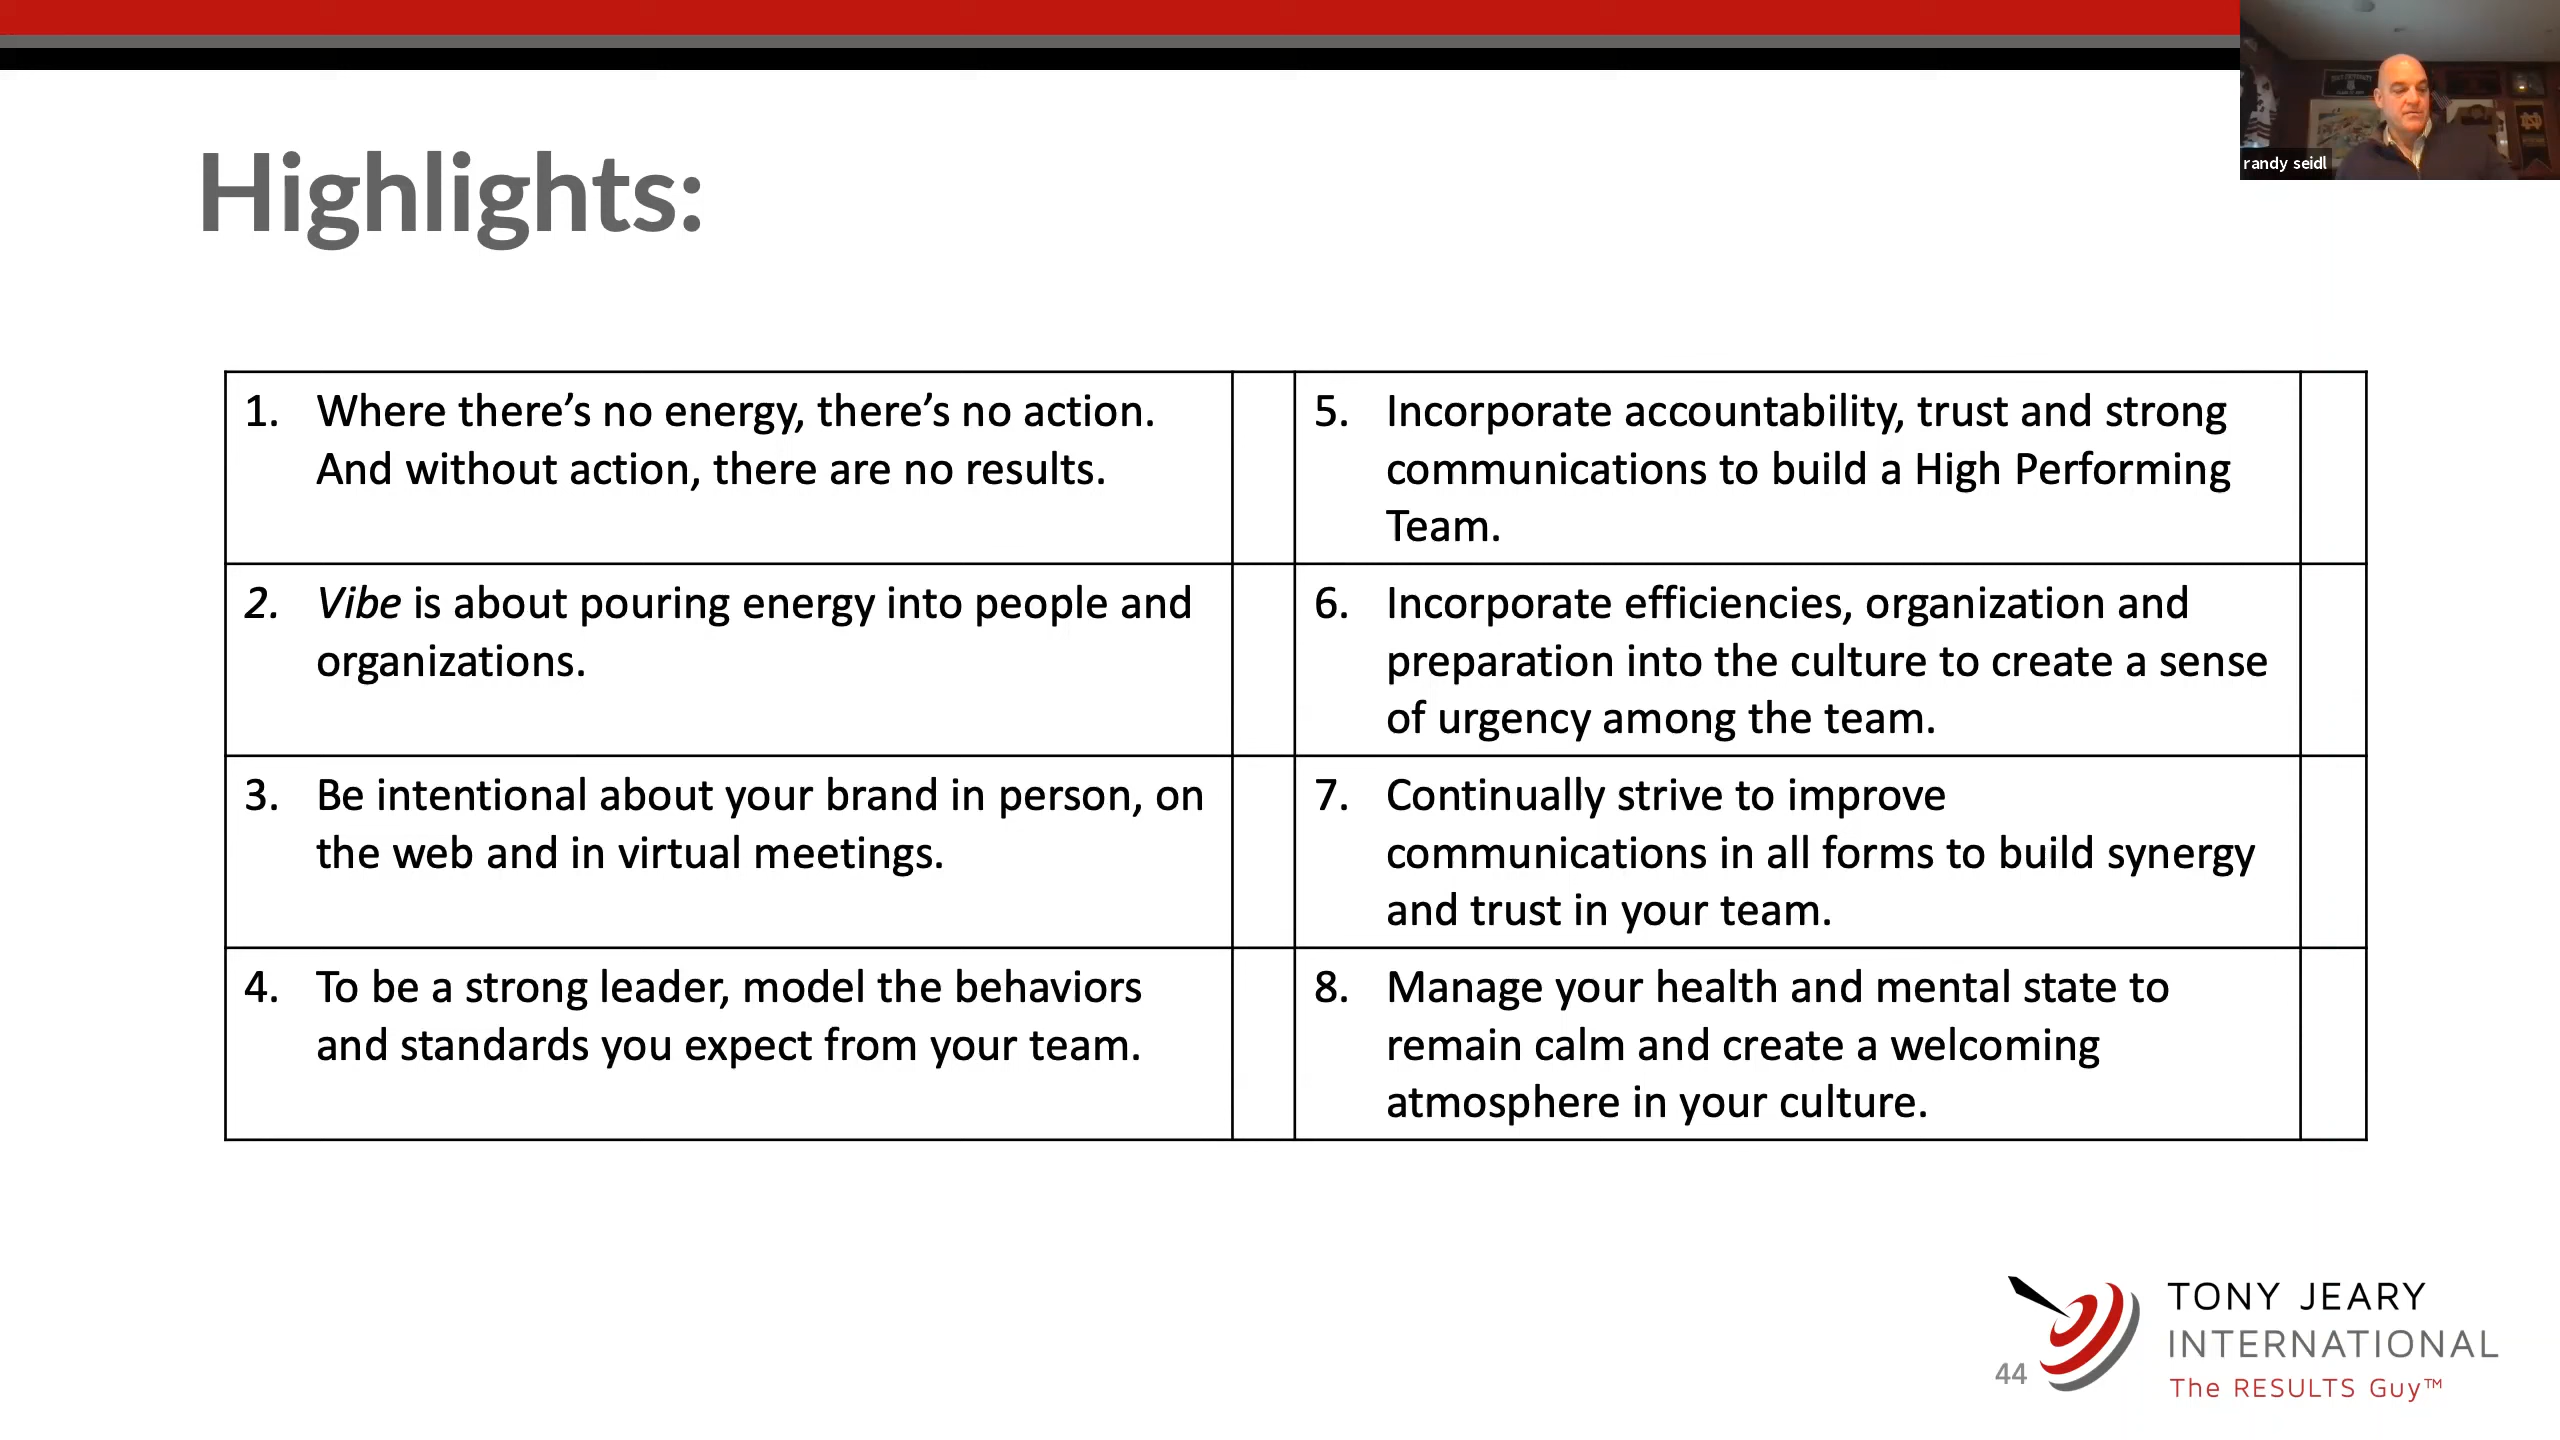 randy seidl
Highlights:
1. Where there’s no energy, there’s no action.
And without action, there are no results.
2. Vibe is about pouring energy into people and
organizations.
3. Be intentional about your brand in person, on
the web and in virtual meetings.
4. To be a strong leader, model the behaviors
and standards you expect from your team.
5. Incorporate accountability, trust and strong
communications to build a High Performing
Team.
6. Incorporate efficiencies, organization and
preparation into the culture to create a sense
of urgency among the team.
7. Continually strive to improve
communications in all forms to build synergy
and trust in your team.
8. Manage your health and mental state to
remain calm and create a welcoming
atmosphere in your culture.
44
TONY JEARY
INTERNATIONAL
The RESULTS Guy™